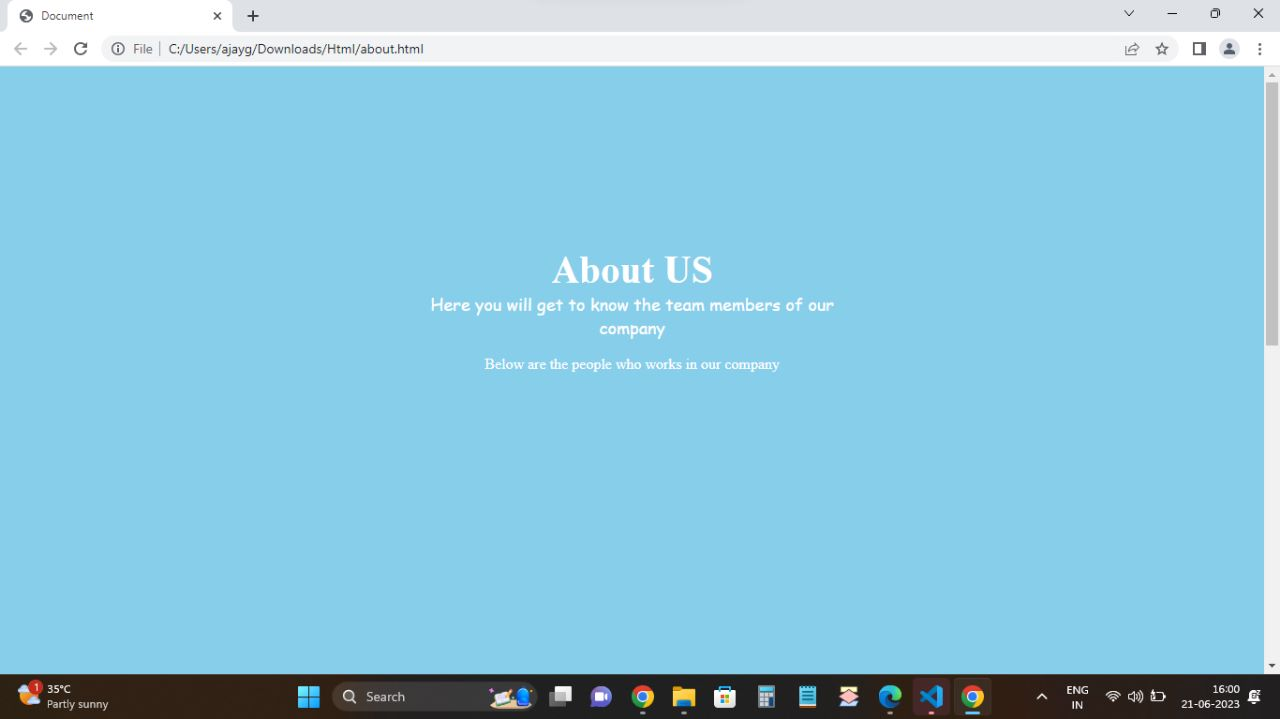 Document
File
C:/Users/ajayg/Downloads/Html/about.html
About US
Here you will get to know the team members of our
company
Below are the people who works in our company
1
35°C
Partly sunny
Search
ENG
IN
16:00
21-06-2023